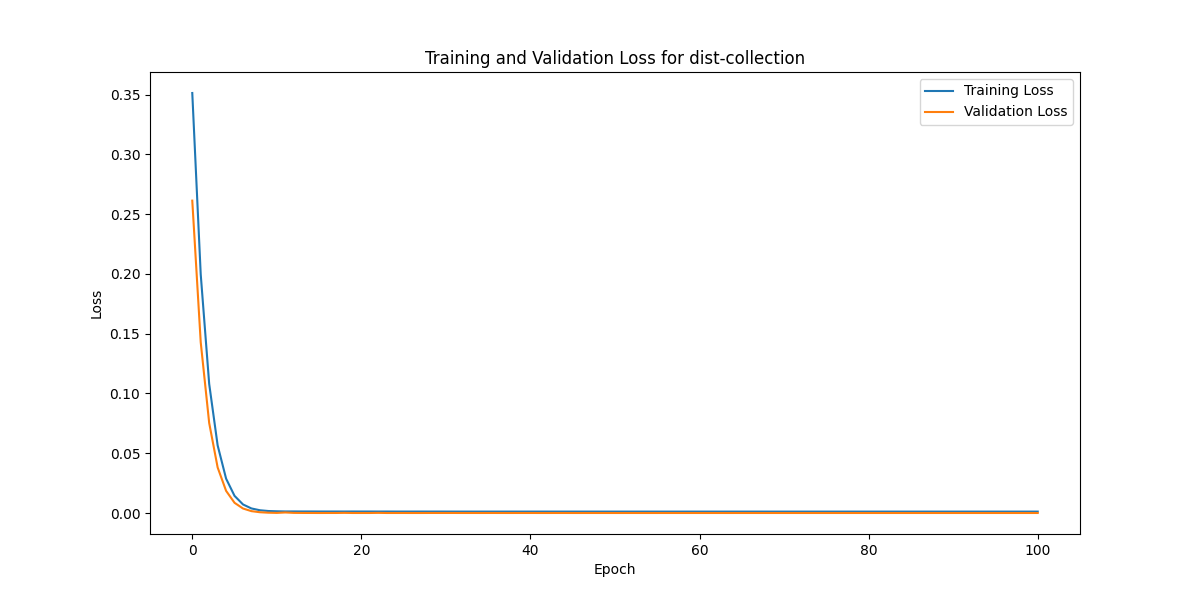 Training and Validation Loss for dist-collection
Training Loss
Validation Loss
0.35
0.30
0.25
0.20
0.15
0.10
0.05
0.00
Loss
0 20 40 60 80 100
Epoch